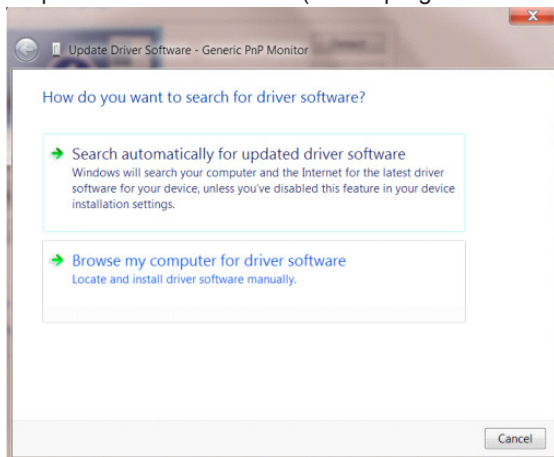 Update Driver Software - Generic PnP Monitor
How do you want to search for driver software?
Search automatically for updated driver software
Windows will search your computer and the Internet for the latest driver
software for your device, unless you've disabled this feature in your device
installation settings.
Browse my computer for driver software
Locate and install driver software manually.
Cancel